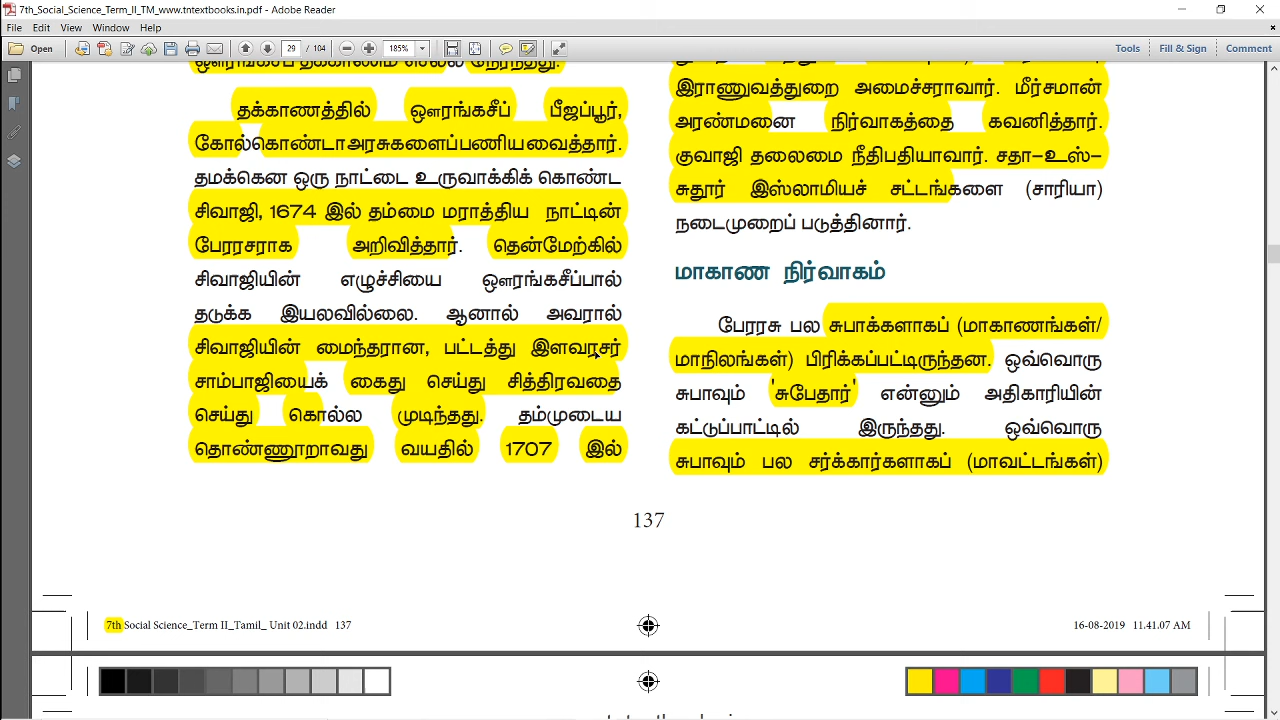 7th_Social_Science_Term_II_TM_www.tntextbooks.in.pdf - Adobe Reader
File Edit View Window Help
Open 29 / 104 185% Tools Fill & Sign Comment
ஔரங்கசீப் தக்காணம் செல்ல நேர்ந்தது.
தக்காணத்தில் ஔரங்கசீப் பீஜப்பூர்,
கோல்கொண்டா அரசுகளைப் பணிய வைத்தார்.
தமக்கென ஒரு நாட்டை உருவாக்கிக் கொண்ட
சிவாஜி, 1674 இல் தம்மை மராத்திய நாட்டின்
பேரரசராக அறிவித்தார். தென்மேற்கில்
சிவாஜியின் எழுச்சியை ஔரங்கசீப்பால்
தடுக்க இயலவில்லை. ஆனால் அவரால்
சிவாஜியின் மைந்தரான, பட்டத்து இளவரசர்
சாம்பாஜியைக் கைது செய்து சித்திரவதை
செய்து கொல்ல முடிந்தது. தம்முடைய
தொண்ணூறாவது வயதில் 1707 இல்
இராணுவத்துறை அமைச்சராவார். மீர்சமான்
அரண்மனை நிர்வாகத்தை கவனித்தார்.
குவாஜி தலைமை நீதிபதியாவார். சதா–உஸ்–
சுதூர் இஸ்லாமியச் சட்டங்களை (சாரியா)
நடைமுறைப் படுத்தினார்.
மாகாண நிர்வாகம்
பேரரசு பல சுபாக்களாகப் (மாகாணங்கள்/
மாநிலங்கள்) பிரிக்கப்பட்டிருந்தன. ஒவ்வொரு
சுபாவும் 'சுபேதார்' என்னும் அதிகாரியின்
கட்டுப்பாட்டில் இருந்தது. ஒவ்வொரு
சுபாவும் பல சர்க்கார்களாகப் (மாவட்டங்கள்)
137
7th Social Science_Term II_Tamil_ Unit 02.indd 137 16-08-2019 11.41.07 AM